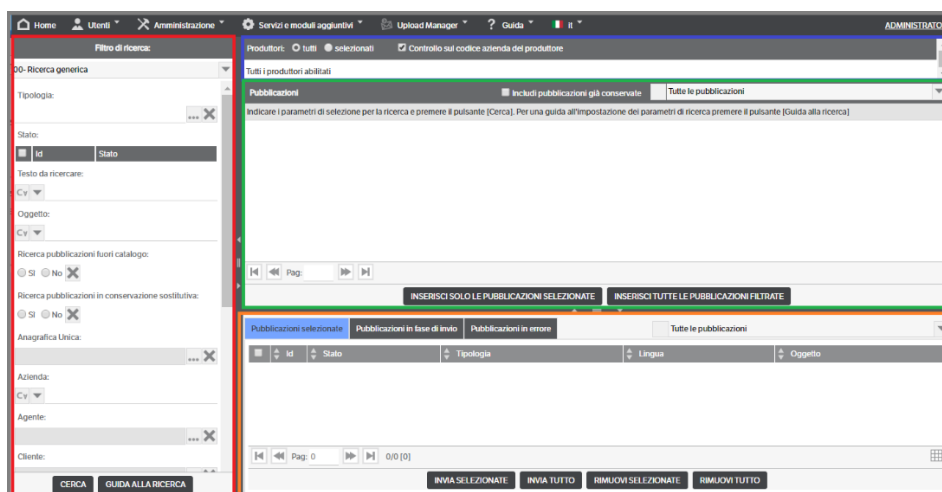 Home Utenti Amministrazione Servizi e moduli aggiuntivi Upload Manager ? Guida It ADMINISTRATO
Filtro di ricerca:
00- Ricerca generica
Tipologia:
...
Stato:
Id Stato
Testo da ricercare:
Cy
Oggetto:
Cy
Ricerca pubblicazioni fuori catalogo:
SI No
Ricerca pubblicazioni in conservazione sostitutiva:
SI No
Anagrafica Unica:
...
Azienda:
Cy
Agente:
...
Cliente:
CERCA GUIDA ALLA RICERCA
Produttori: tutti selezionati Controllo sul codice azienda del produttore
Tutti i produttori abilitati
Pubblicazioni Includi pubblicazioni già conservate Tutte le pubblicazioni
Indicare i parametri di selezione per la ricerca e premere il pulsante [Cerca]. Per una guida all'impostazione dei parametri di ricerca premere il pulsante [Guida alla ricerca]
Pag:
INSERISCI SOLO LE PUBBLICAZIONI SELEZIONATE INSERISCI TUTTE LE PUBBLICAZIONI FILTRATE
Pubblicazioni selezionate Pubblicazioni in fase di invio Pubblicazioni in errore Tutte le pubblicazioni
Id Stato Tipologia Lingua Oggetto
Pag: 0 0/0 [0]
INVIA SELEZIONATE INVIA TUTTO RIMUOVI SELEZIONATE RIMUOVI TUTTO